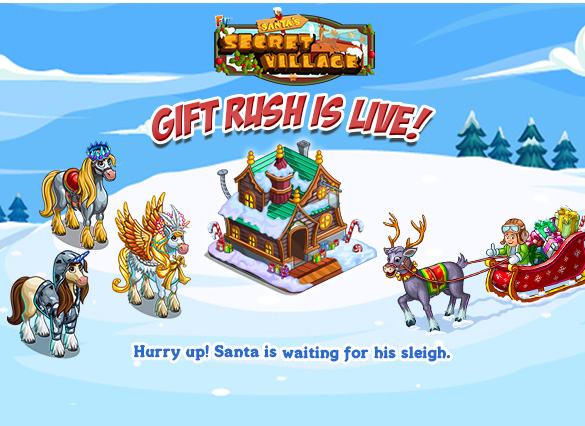 SANTA'S
SECRET
VILLAGE
GIFT RUSH IS LIVE!
Hurry up! Santa is waiting for his sleigh.